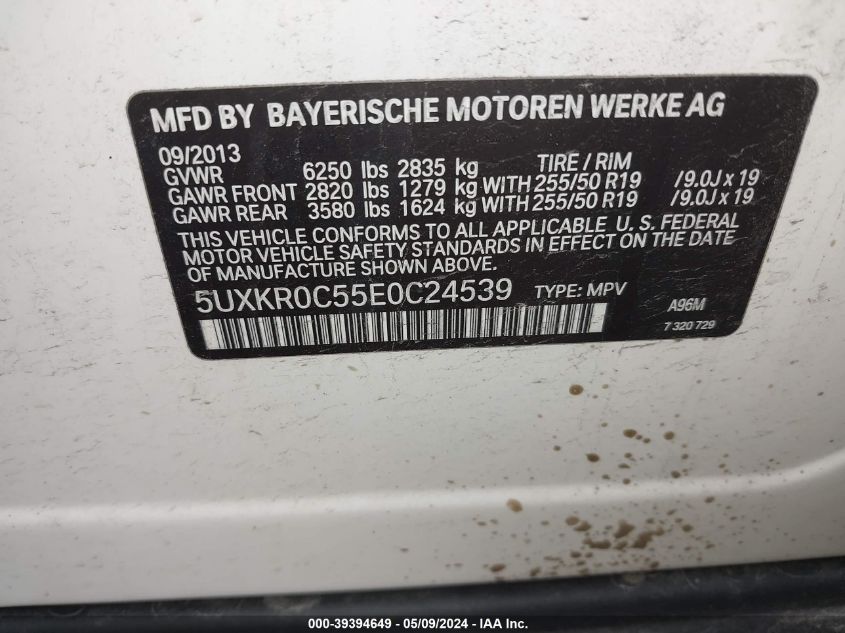 MFD BY BAYERISCHE MOTOREN WERKE AG
09/2013
GVWR 6250 lbs 2835 kg TIRE / RIM
GAWR FRONT 2820 lbs 1279 kg WITH 255/50 R19 /9.0J x 19
GAWR REAR 3580 lbs 1624 kg WITH 255/50 R19 /9.0J x 19
THIS VEHICLE CONFORMS TO ALL APPLICABLE U. S. FEDERAL
MOTOR VEHICLE SAFETY STANDARDS IN EFFECT ON THE DATE
OF MANUFACTURE SHOWN ABOVE.
5UXKR0C55E0C24539 TYPE: MPV A96M
7 320 729
000-39394649 - 05/09/2024 - IAA Inc.